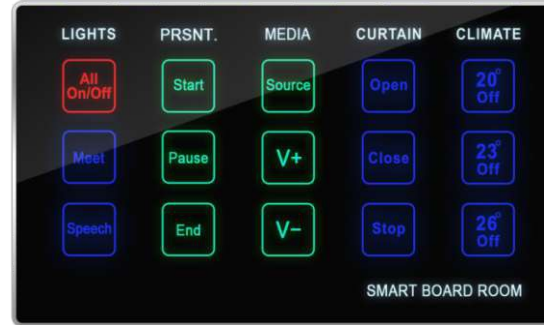 LIGHTS PRSNT. MEDIA CURTAIN CLIMATE
All On/Off Start Source Open 20° Off
Meet Pause V+ Close 23° Off
Speech End V− Stop 26° Off
SMART BOARD ROOM